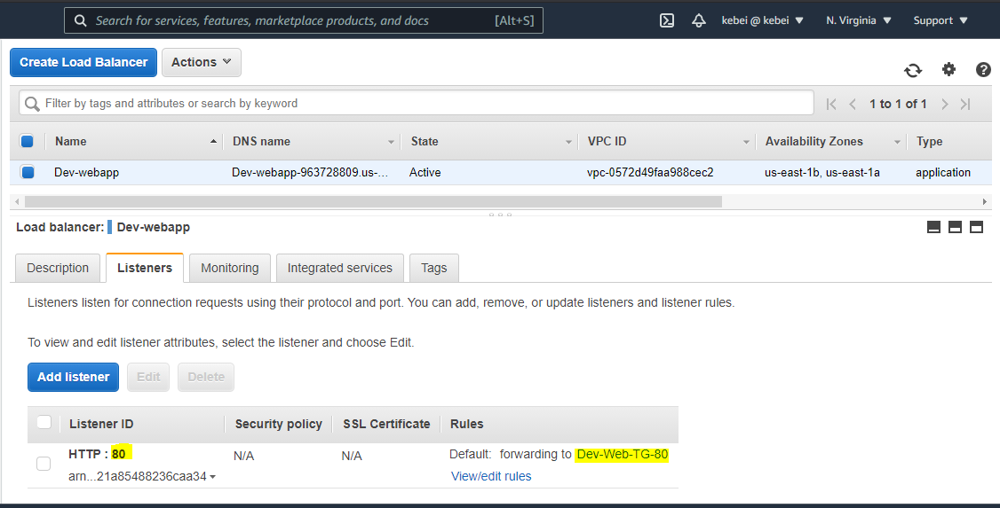 Search for services, features, marketplace products, and docs [Alt+S] kebei @ kebei N. Virginia Support
Create Load Balancer Actions
Filter by tags and attributes or search by keyword 1 to 1 of 1
Name DNS name State VPC ID Availability Zones Type
Dev-webapp Dev-webapp-963728809.us-... Active vpc-0572d49faa988cec2 us-east-1b, us-east-1a application
Load balancer: Dev-webapp
Description Listeners Monitoring Integrated services Tags
Listeners listen for connection requests using their protocol and port. You can add, remove, or update listeners and listener rules.
To view and edit listener attributes, select the listener and choose Edit.
Add listener Edit Delete
Listener ID Security policy SSL Certificate Rules
HTTP : 80 N/A N/A Default: forwarding to Dev-Web-TG-80
arn...21a85488236caa34 View/edit rules